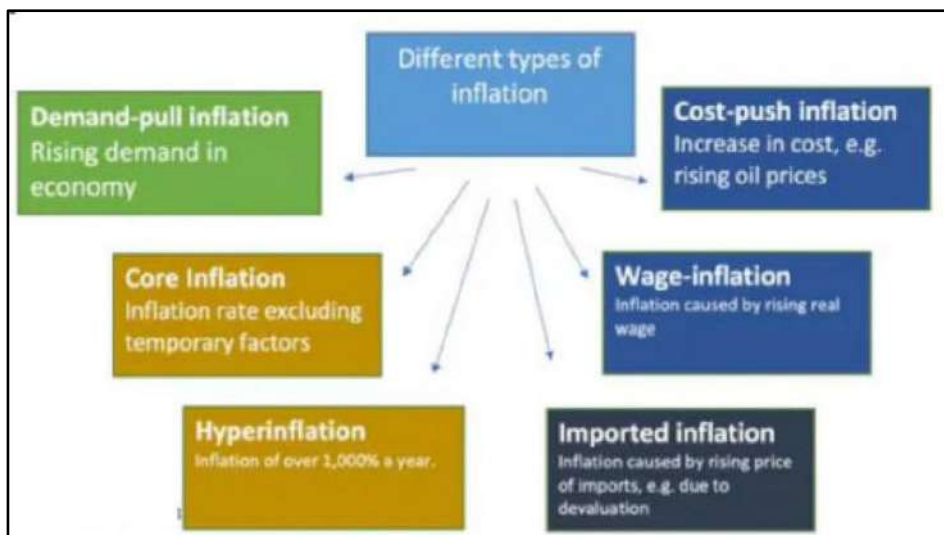 Different types of
inflation
Demand-pull inflation
Rising demand in
economy
Cost-push inflation
Increase in cost, e.g.
rising oil prices
Core Inflation
Inflation rate excluding
temporary factors
Wage-inflation
Inflation caused by rising real
wage
Hyperinflation
Inflation of over 1,000% a year.
Imported inflation
Inflation caused by rising price
of imports, e.g. due to
devaluation